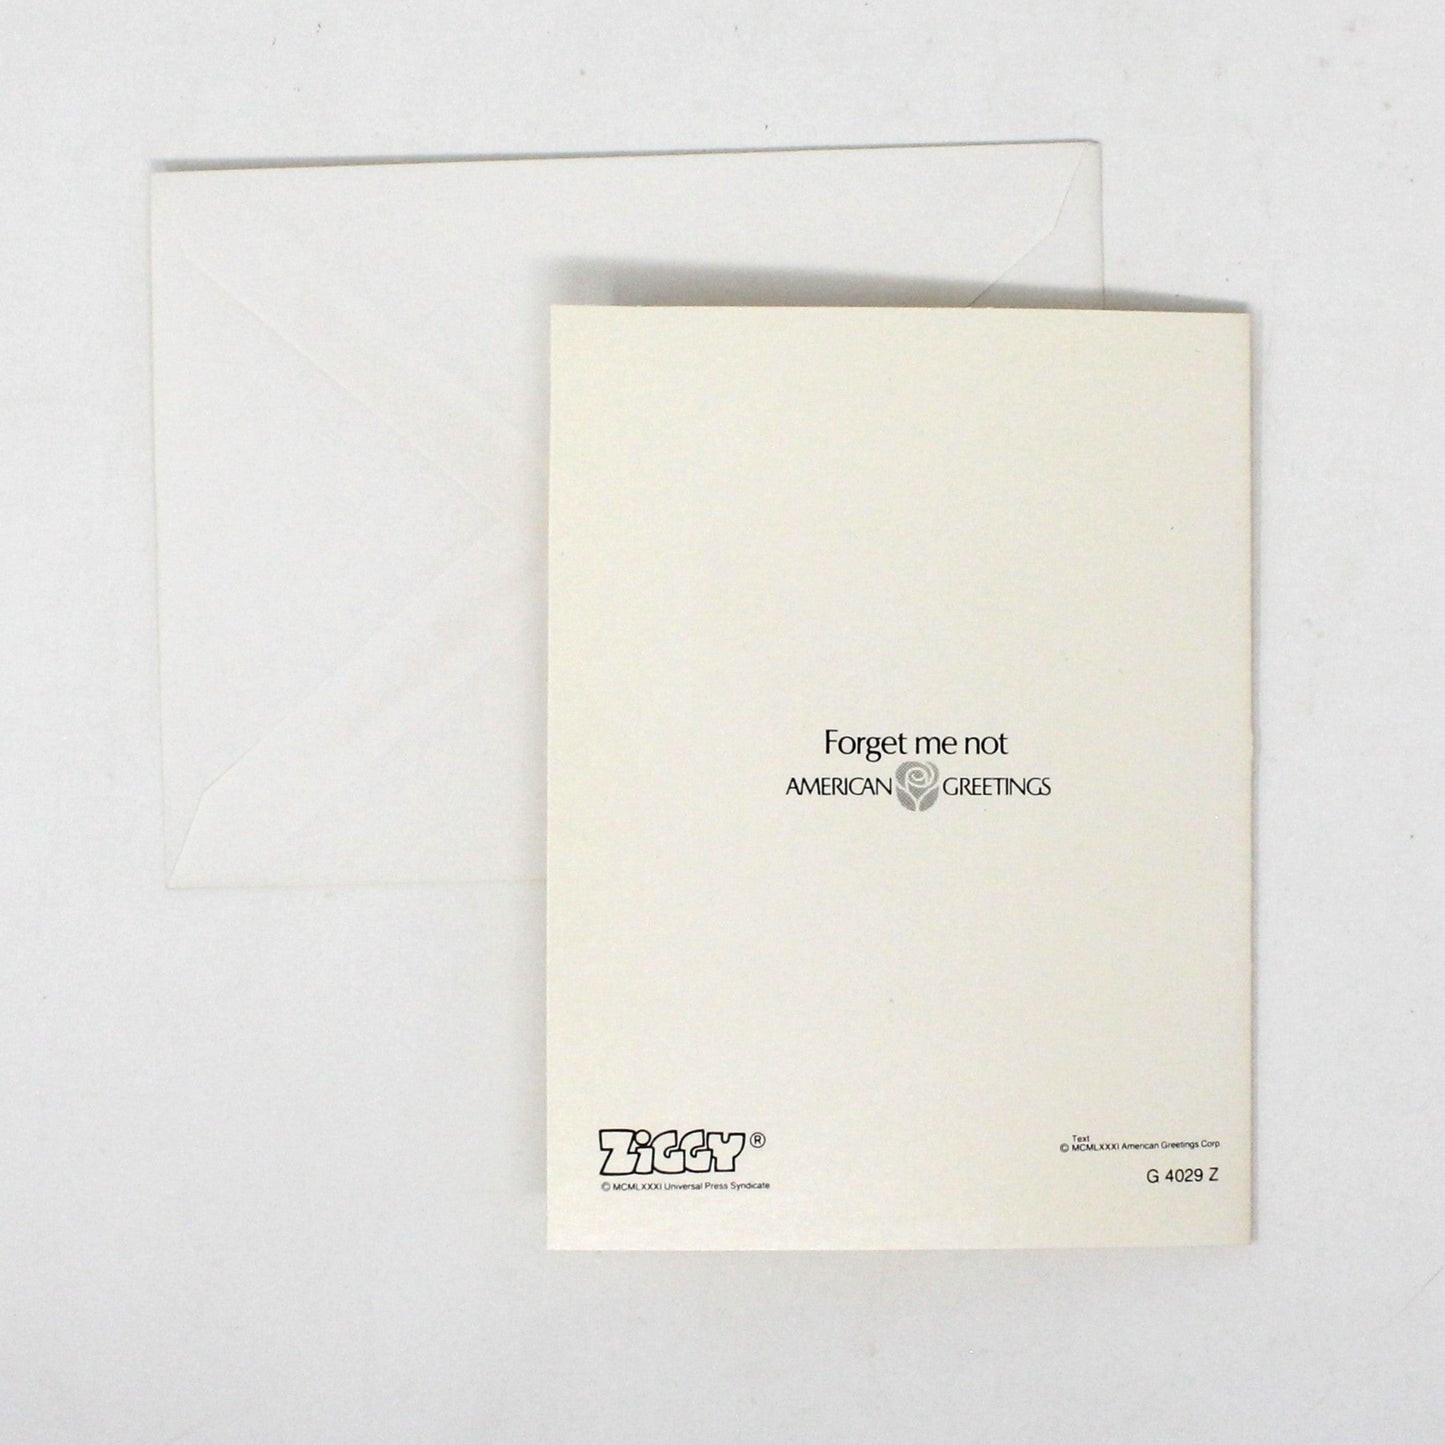 Forget me not
AMERICAN GREETINGS
ZiGGY®
© MCMLXXXI Universal Press Syndicate
Text
© MCMLXXXI American Greetings Corp.
G 4029 Z